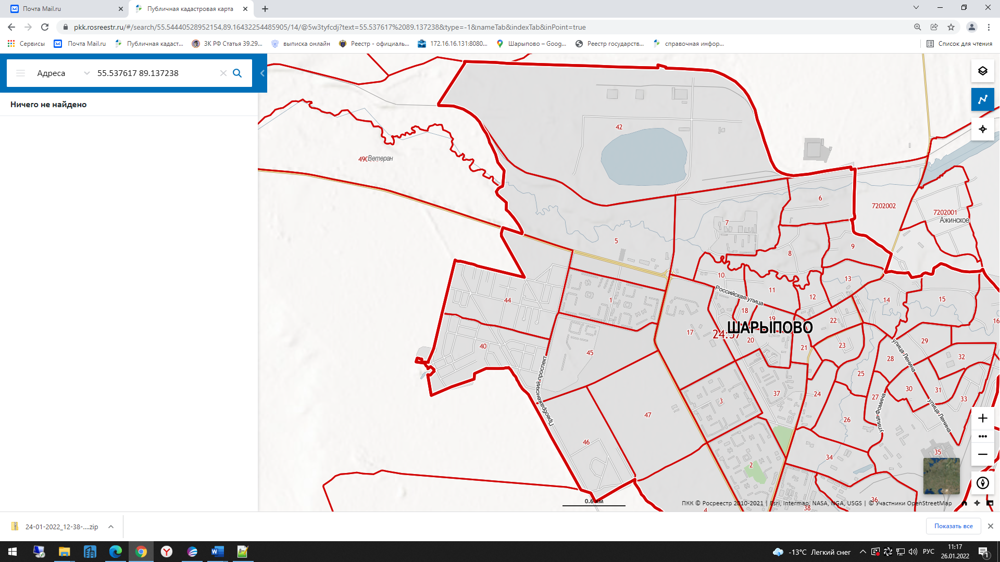 Почта Mail.ru
Публичная кадастровая карта
pkk.rosreestr.ru/#/search/55.54440528952154,89.16432254485905/14/@5w3tyfcdj?text=55.537617%2089.137238&type=-1&nameTab&indexTab&inPoint=true
Сервисы
Почта Mail.ru
Публичная кадаст...
ЗК РФ Статья 39.29...
выписка онлайн
Реестр - официаль...
172.16.16.131:8080...
Шарыпово – Goog...
Реестр государств...
справочная инфор...
Список для чтения
Адреса
55.537617 89.137238
Ничего не найдено
42
Ветеран
6
7202002
7202001
Ажинское
7
5
9
8
10
13
11
Российская улица
12
1
44
14
15
18
19
22
16
ШАРЫПОВО
17
20
21
23
29
40
45
32
28
улица Ленина
25
Преображенский проспект
37
24
30
31
27
33
3
47
26
улица Фомина
улица Ленина
46
35
34
2
36
38
4
0.6 км
ПКК © Росреестр 2010-2021 | Esri, Intermap, NASA, NGA, USGS | © Участники OpenStreetMap
24-01-2022_12-38-....zip
Показать все
-13°C Легкий снег
РУС
11:17
26.01.2022
1